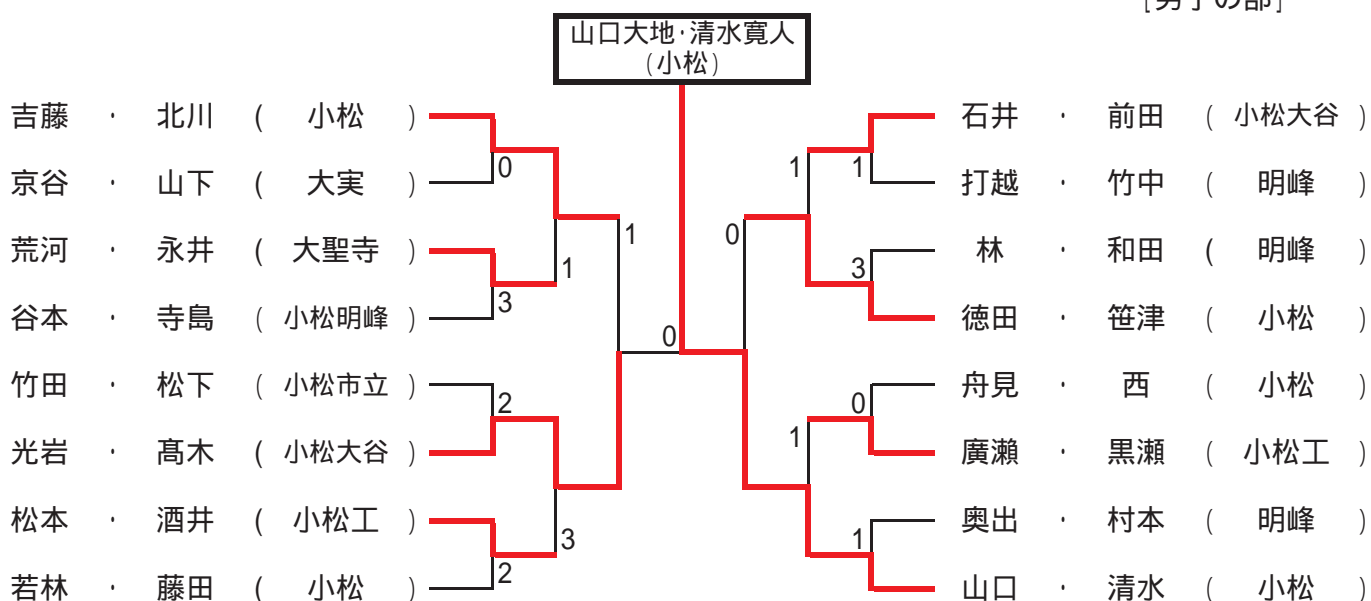 [男子の部]
山口大地・清水寛人
(小松)
吉藤 ・ 北川 ( 小松 )
石井 ・ 前田 ( 小松大谷 )
0
1
1
京谷 ・ 山下 ( 大実 )
打越 ・ 竹中 ( 明峰 )
1
0
荒河 ・ 永井 ( 大聖寺 )
林 ・ 和田 ( 明峰 )
1
3
3
谷本 ・ 寺島 ( 小松明峰 )
徳田 ・ 笹津 ( 小松 )
0
竹田 ・ 松下 ( 小松市立 )
舟見 ・ 西 ( 小松 )
2
0
1
光岩 ・ 髙木 ( 小松大谷 )
廣瀨 ・ 黒瀬 ( 小松工 )
松本 ・ 酒井 ( 小松工 )
奥出 ・ 村本 ( 明峰 )
3
1
2
若林 ・ 藤田 ( 小松 )
山口 ・ 清水 ( 小松 )